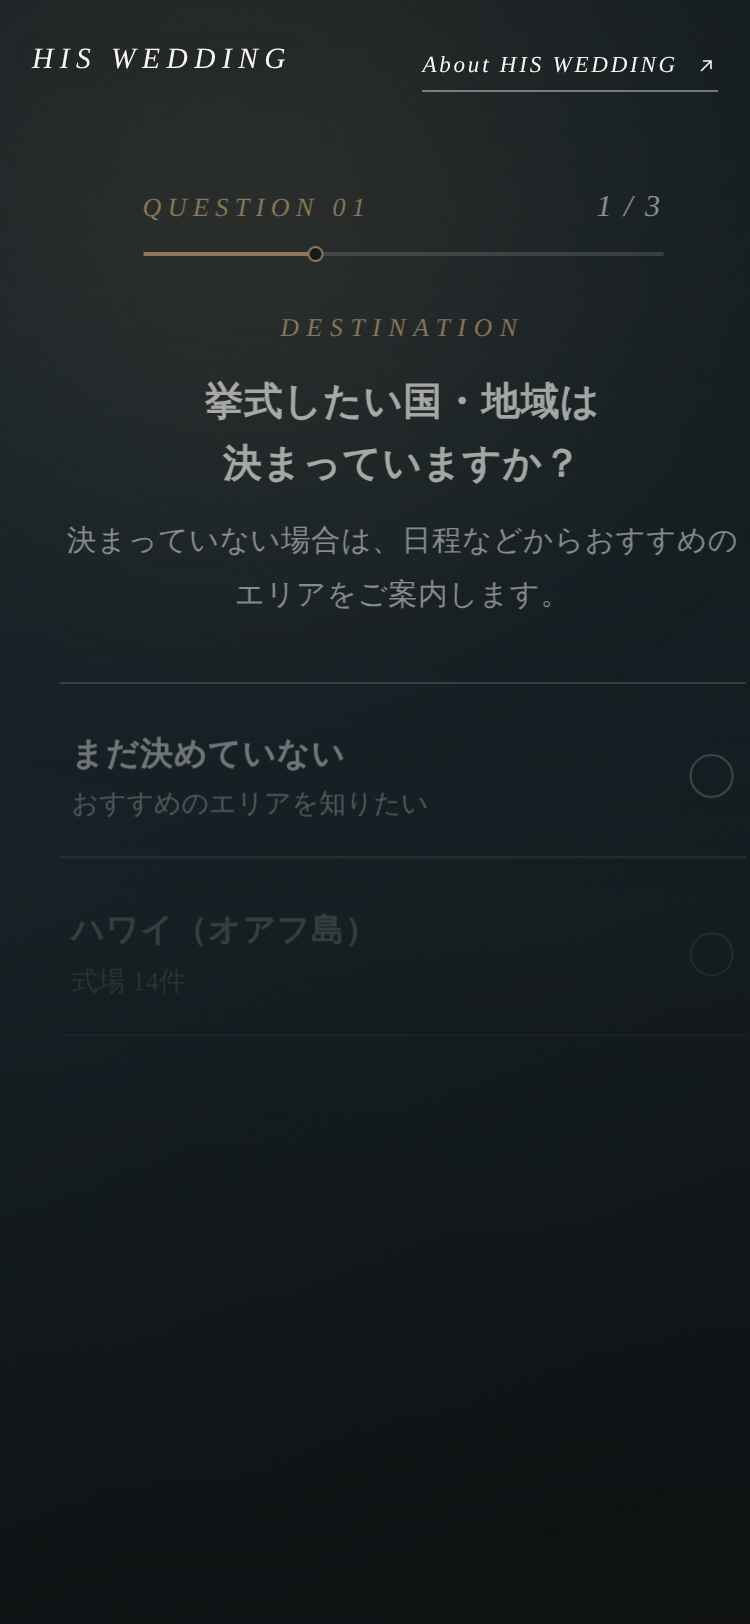 HIS WEDDING
About HIS WEDDING
QUESTION 01
1 / 3
DESTINATION
挙式したい国・地域は
決まっていますか？
決まっていない場合は、日程などからおすすめの
エリアをご案内します。
まだ決めていない
おすすめのエリアを知りたい
ハワイ（オアフ島）
式場 14件